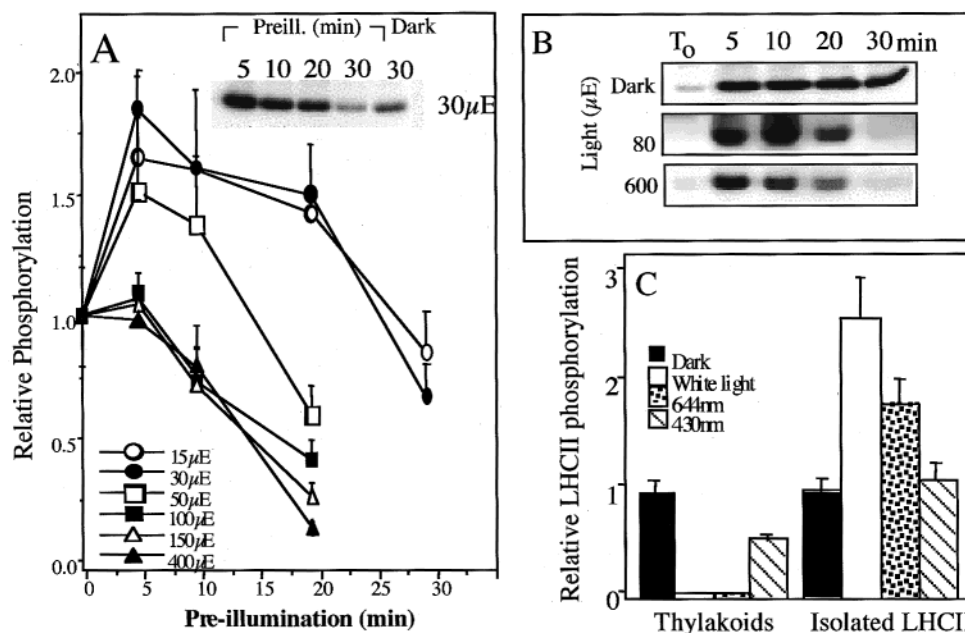 A
Preill. (min) Dark
5 10 20 30 30
30µE
2.0
1.5
1.0
0.5
0.0
Relative Phosphorylation
15µE
30µE
50µE
100µE
150µE
400µE
0 5 10 15 20 25 30
Pre-illumination (min)
B
To 5 10 20 30 min
Dark
80
600
Light (µE)
C
3
2
1
0
Relative LHCII phosphorylation
Dark
White light
644nm
430nm
Thylakoids Isolated LHCII